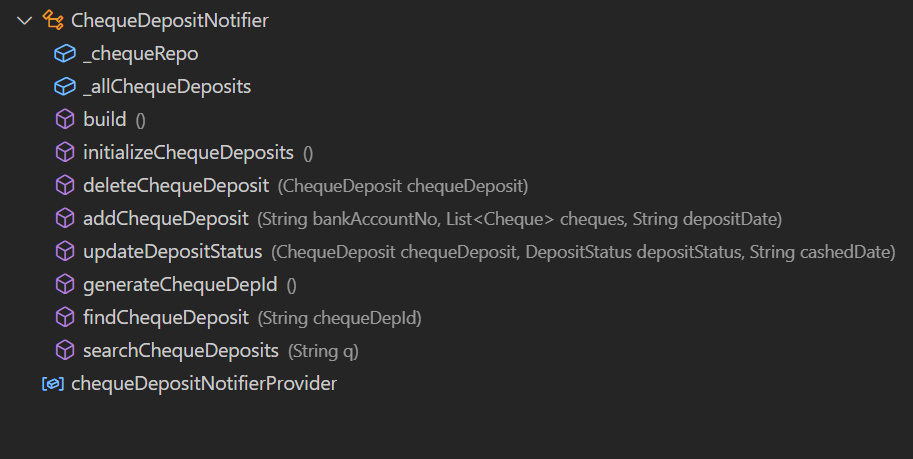 ChequeDepositNotifier
_chequeRepo
_allChequeDeposits
build ()
initializeChequeDeposits ()
deleteChequeDeposit (ChequeDeposit chequeDeposit)
addChequeDeposit (String bankAccountNo, List<Cheque> cheques, String depositDate)
updateDepositStatus (ChequeDeposit chequeDeposit, DepositStatus depositStatus, String cashedDate)
generateChequeDepId ()
findChequeDeposit (String chequeDepId)
searchChequeDeposits (String q)
chequeDepositNotifierProvider